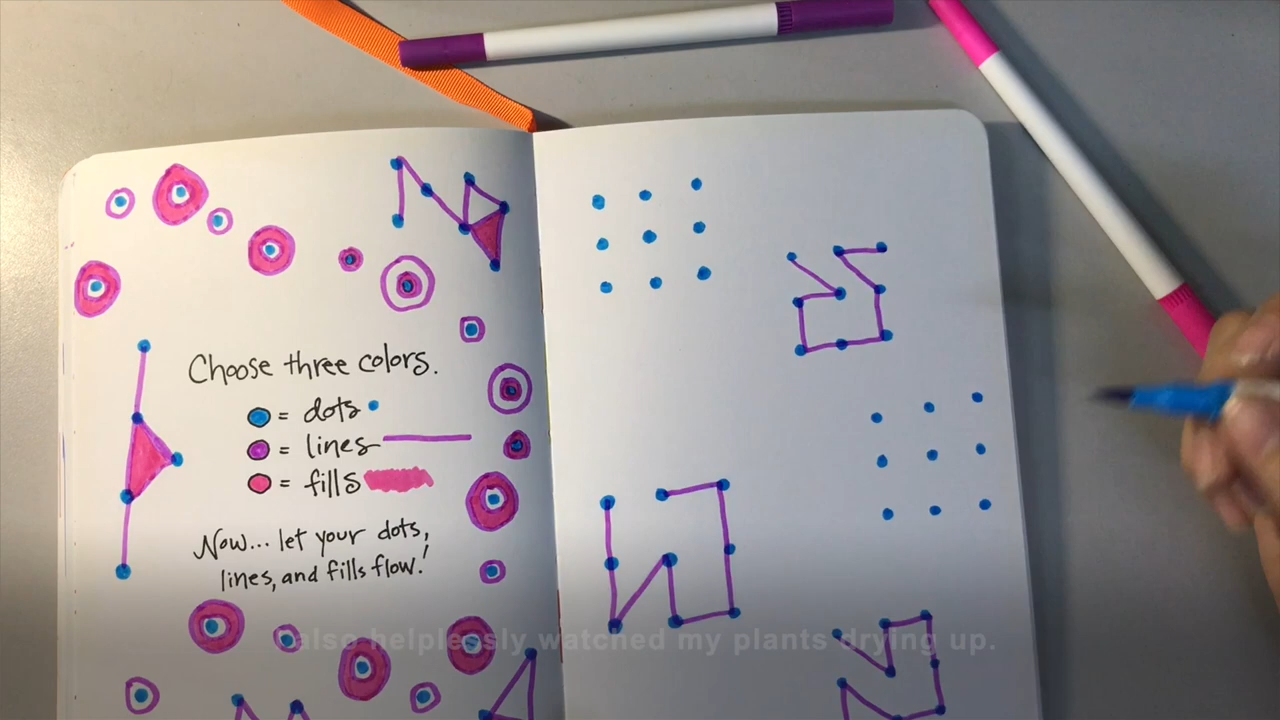 Choose three colors.
= dots
= lines
= fills
Now... let your dots,
lines, and fills flow!
also helplessly watched my plants drying up.